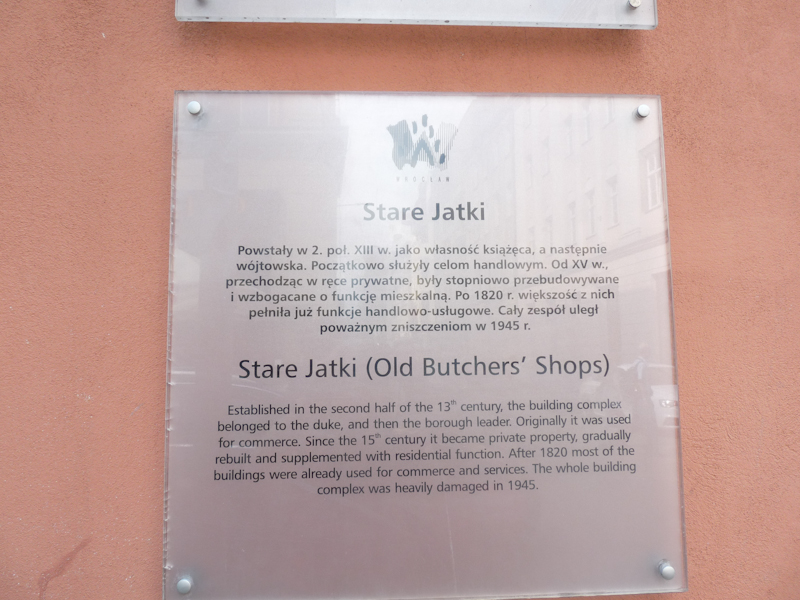 WROCŁAW
Stare Jatki
Powstały w 2. poł. XIII w. jako własność książęca, a następnie
wójtowska. Początkowo służyły celom handlowym. Od XV w.,
przechodząc w ręce prywatne, były stopniowo przebudowywane
i wzbogacane o funkcję mieszkalną. Po 1820 r. większość z nich
pełniła już funkcje handlowo-usługowe. Cały zespół uległ
poważnym zniszczeniom w 1945 r.
Stare Jatki (Old Butchers’ Shops)
Established in the second half of the 13th century, the building complex
belonged to the duke, and then the borough leader. Originally it was used
for commerce. Since the 15th century it became private property, gradually
rebuilt and supplemented with residential function. After 1820 most of the
buildings were already used for commerce and services. The whole building
complex was heavily damaged in 1945.